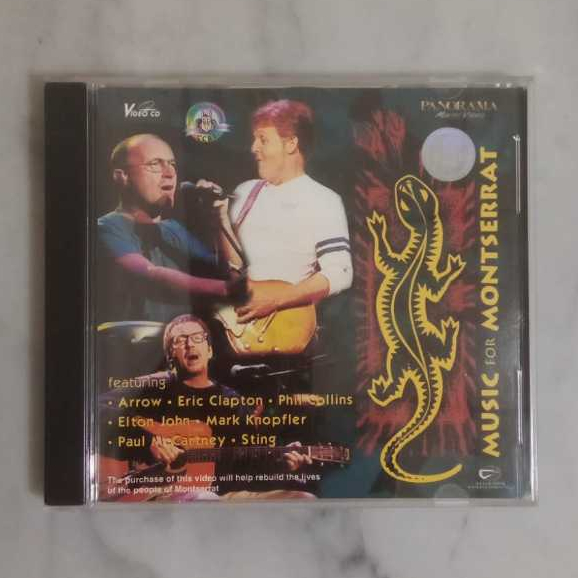 VIDEO CD
PANORAMA
Music Video
MUSIC FOR MONTSERRAT
featuring
• Arrow • Eric Clapton • Phil Collins
• Elton John • Mark Knopfler
• Paul McCartney • Sting
The purchase of this video will help rebuild the lives
of the people of Montserrat